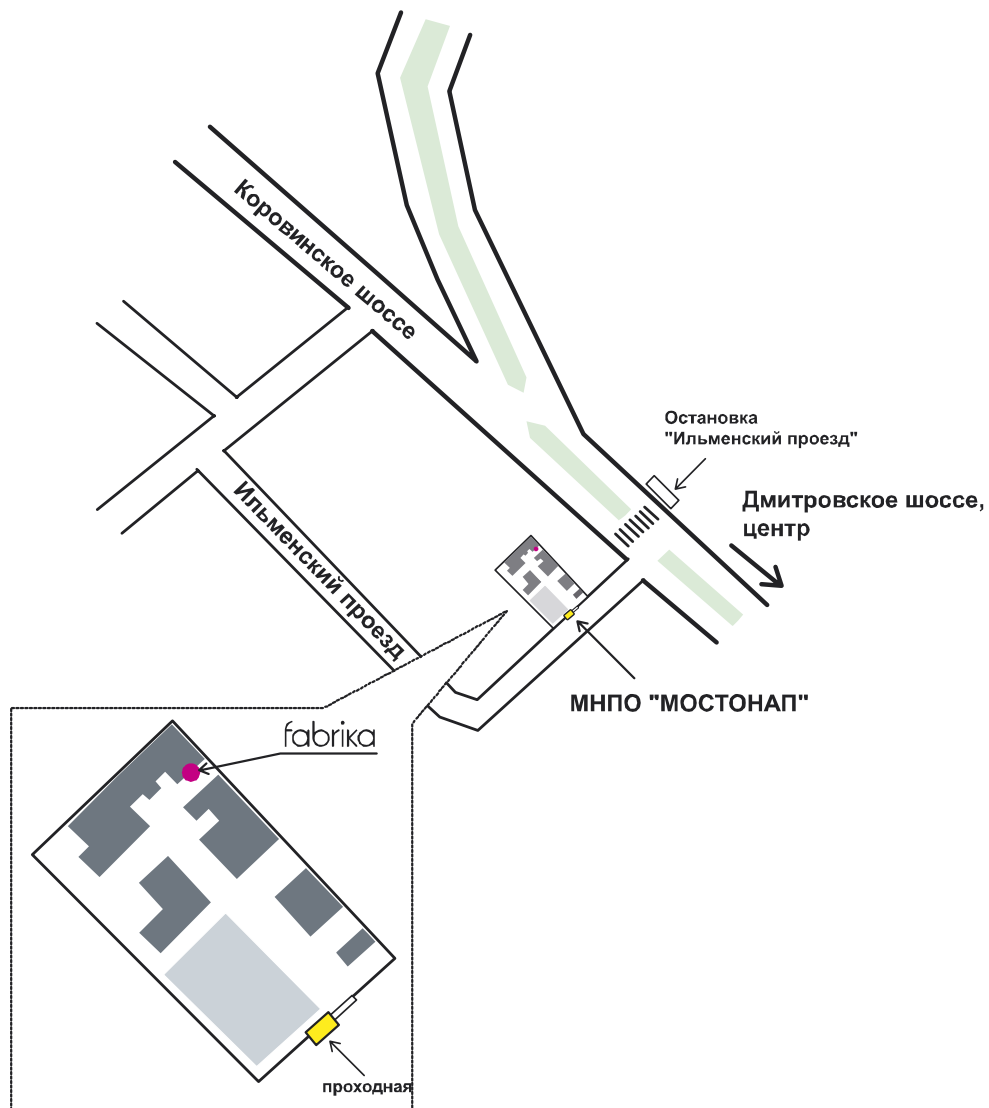 Коровинское шоссе
Остановка
"Ильменский проезд"
Дмитровское шоссе,
центр
Ильменский проезд
МНПО "МОСТОНАП"
fabrika
проходная